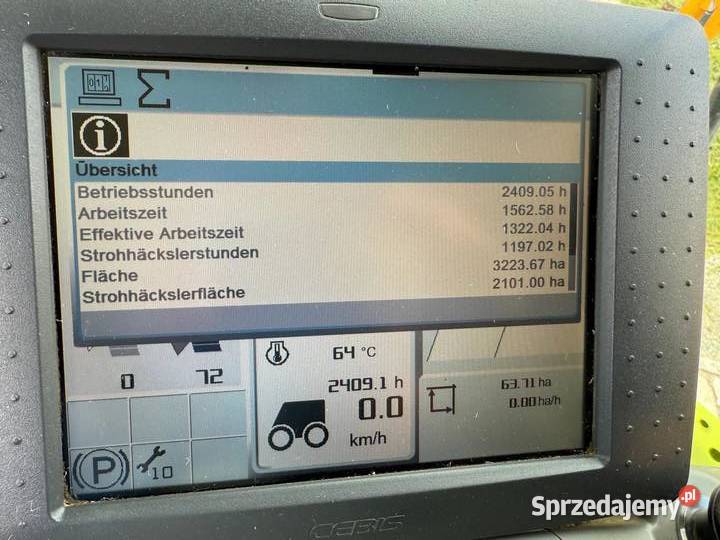 Übersicht
Betriebsstunden 2409.05 h
Arbeitszeit 1562.58 h
Effektive Arbeitszeit 1322.04 h
Strohhäckslerstunden 1197.02 h
Fläche 3223.67 ha
Strohhäckslerfläche 2101.00 ha
64 °C
0 72
2409.1 h
63.71 ha
0.0
0.00 ha/h
km/h
P
10
Sprzedajemy.pl
CEBIS